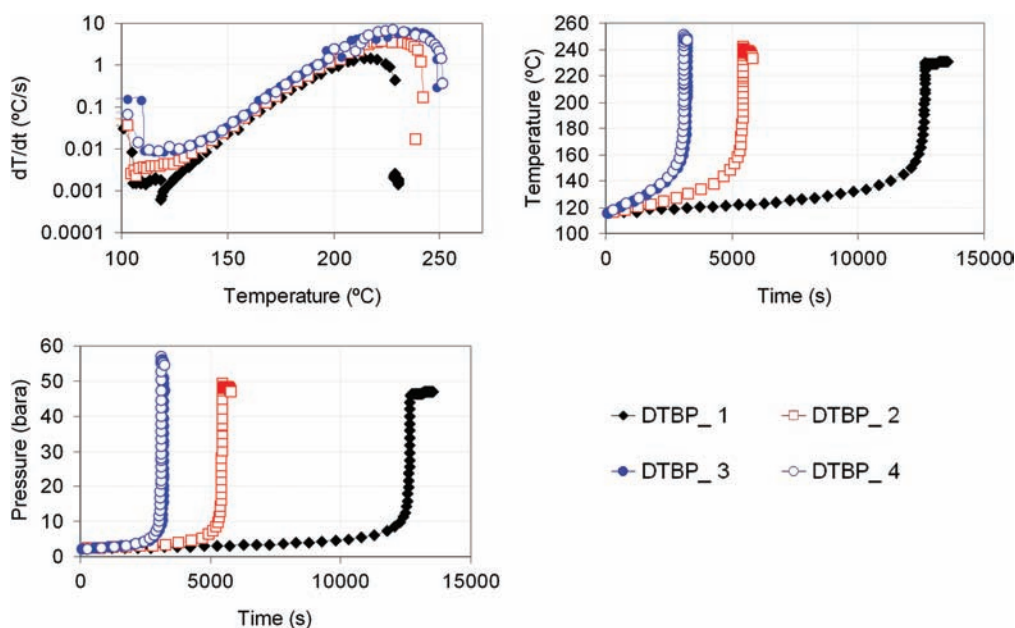 10
1
0.1
0.01
0.001
0.0001
dT/dt (ºC/s)
100 150 200 250
Temperature (ºC)
260
240
220
200
180
160
140
120
100
Temperature (ºC)
0 5000 10000 15000
Time (s)
60
50
40
30
20
10
0
Pressure (bara)
0 5000 10000 15000
Time (s)
DTBP_ 1 DTBP_ 2
DTBP_ 3 DTBP_ 4